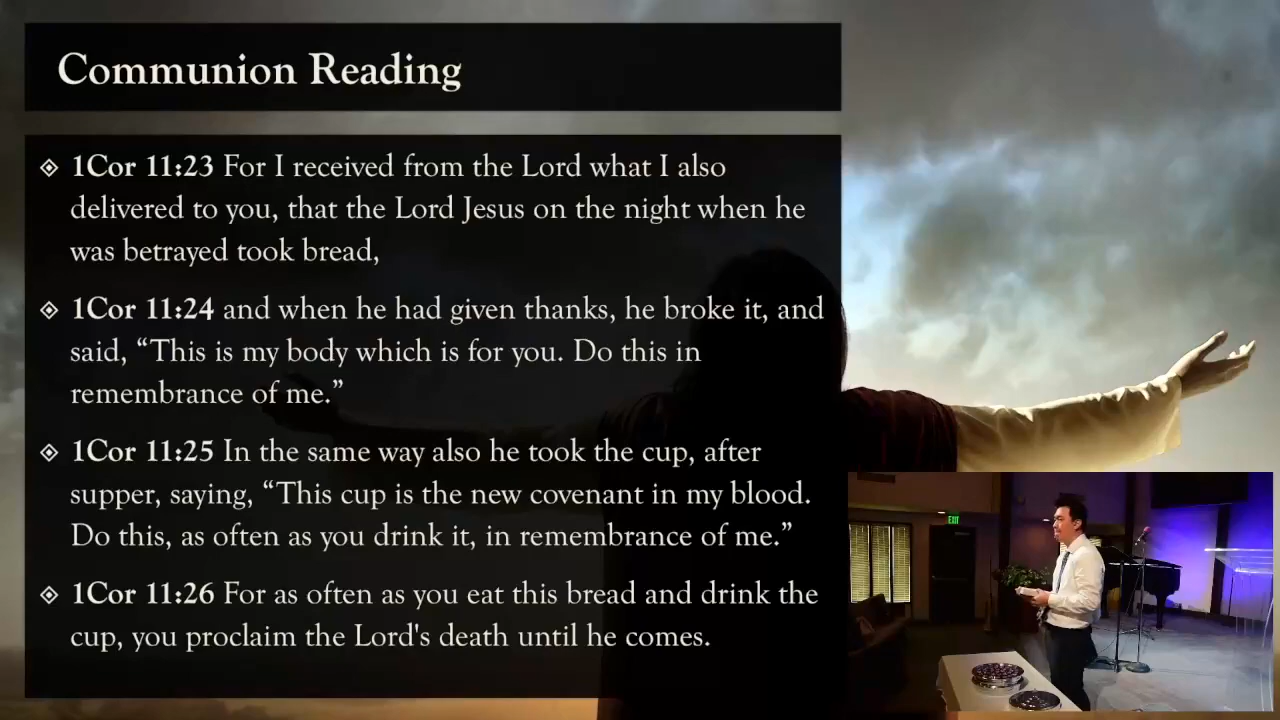 Communion Reading
1Cor 11:23 For I received from the Lord what I also
delivered to you, that the Lord Jesus on the night when he
was betrayed took bread,
1Cor 11:24 and when he had given thanks, he broke it, and
said, “This is my body which is for you. Do this in
remembrance of me.”
1Cor 11:25 In the same way also he took the cup, after
supper, saying, “This cup is the new covenant in my blood.
Do this, as often as you drink it, in remembrance of me.”
1Cor 11:26 For as often as you eat this bread and drink the
cup, you proclaim the Lord's death until he comes.
EXIT